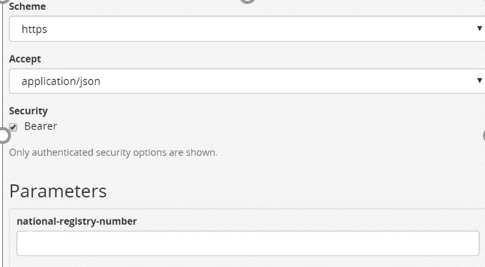 Scheme
https
Accept
application/json
Security
Bearer
Only authenticated security options are shown.
Parameters
national-registry-number